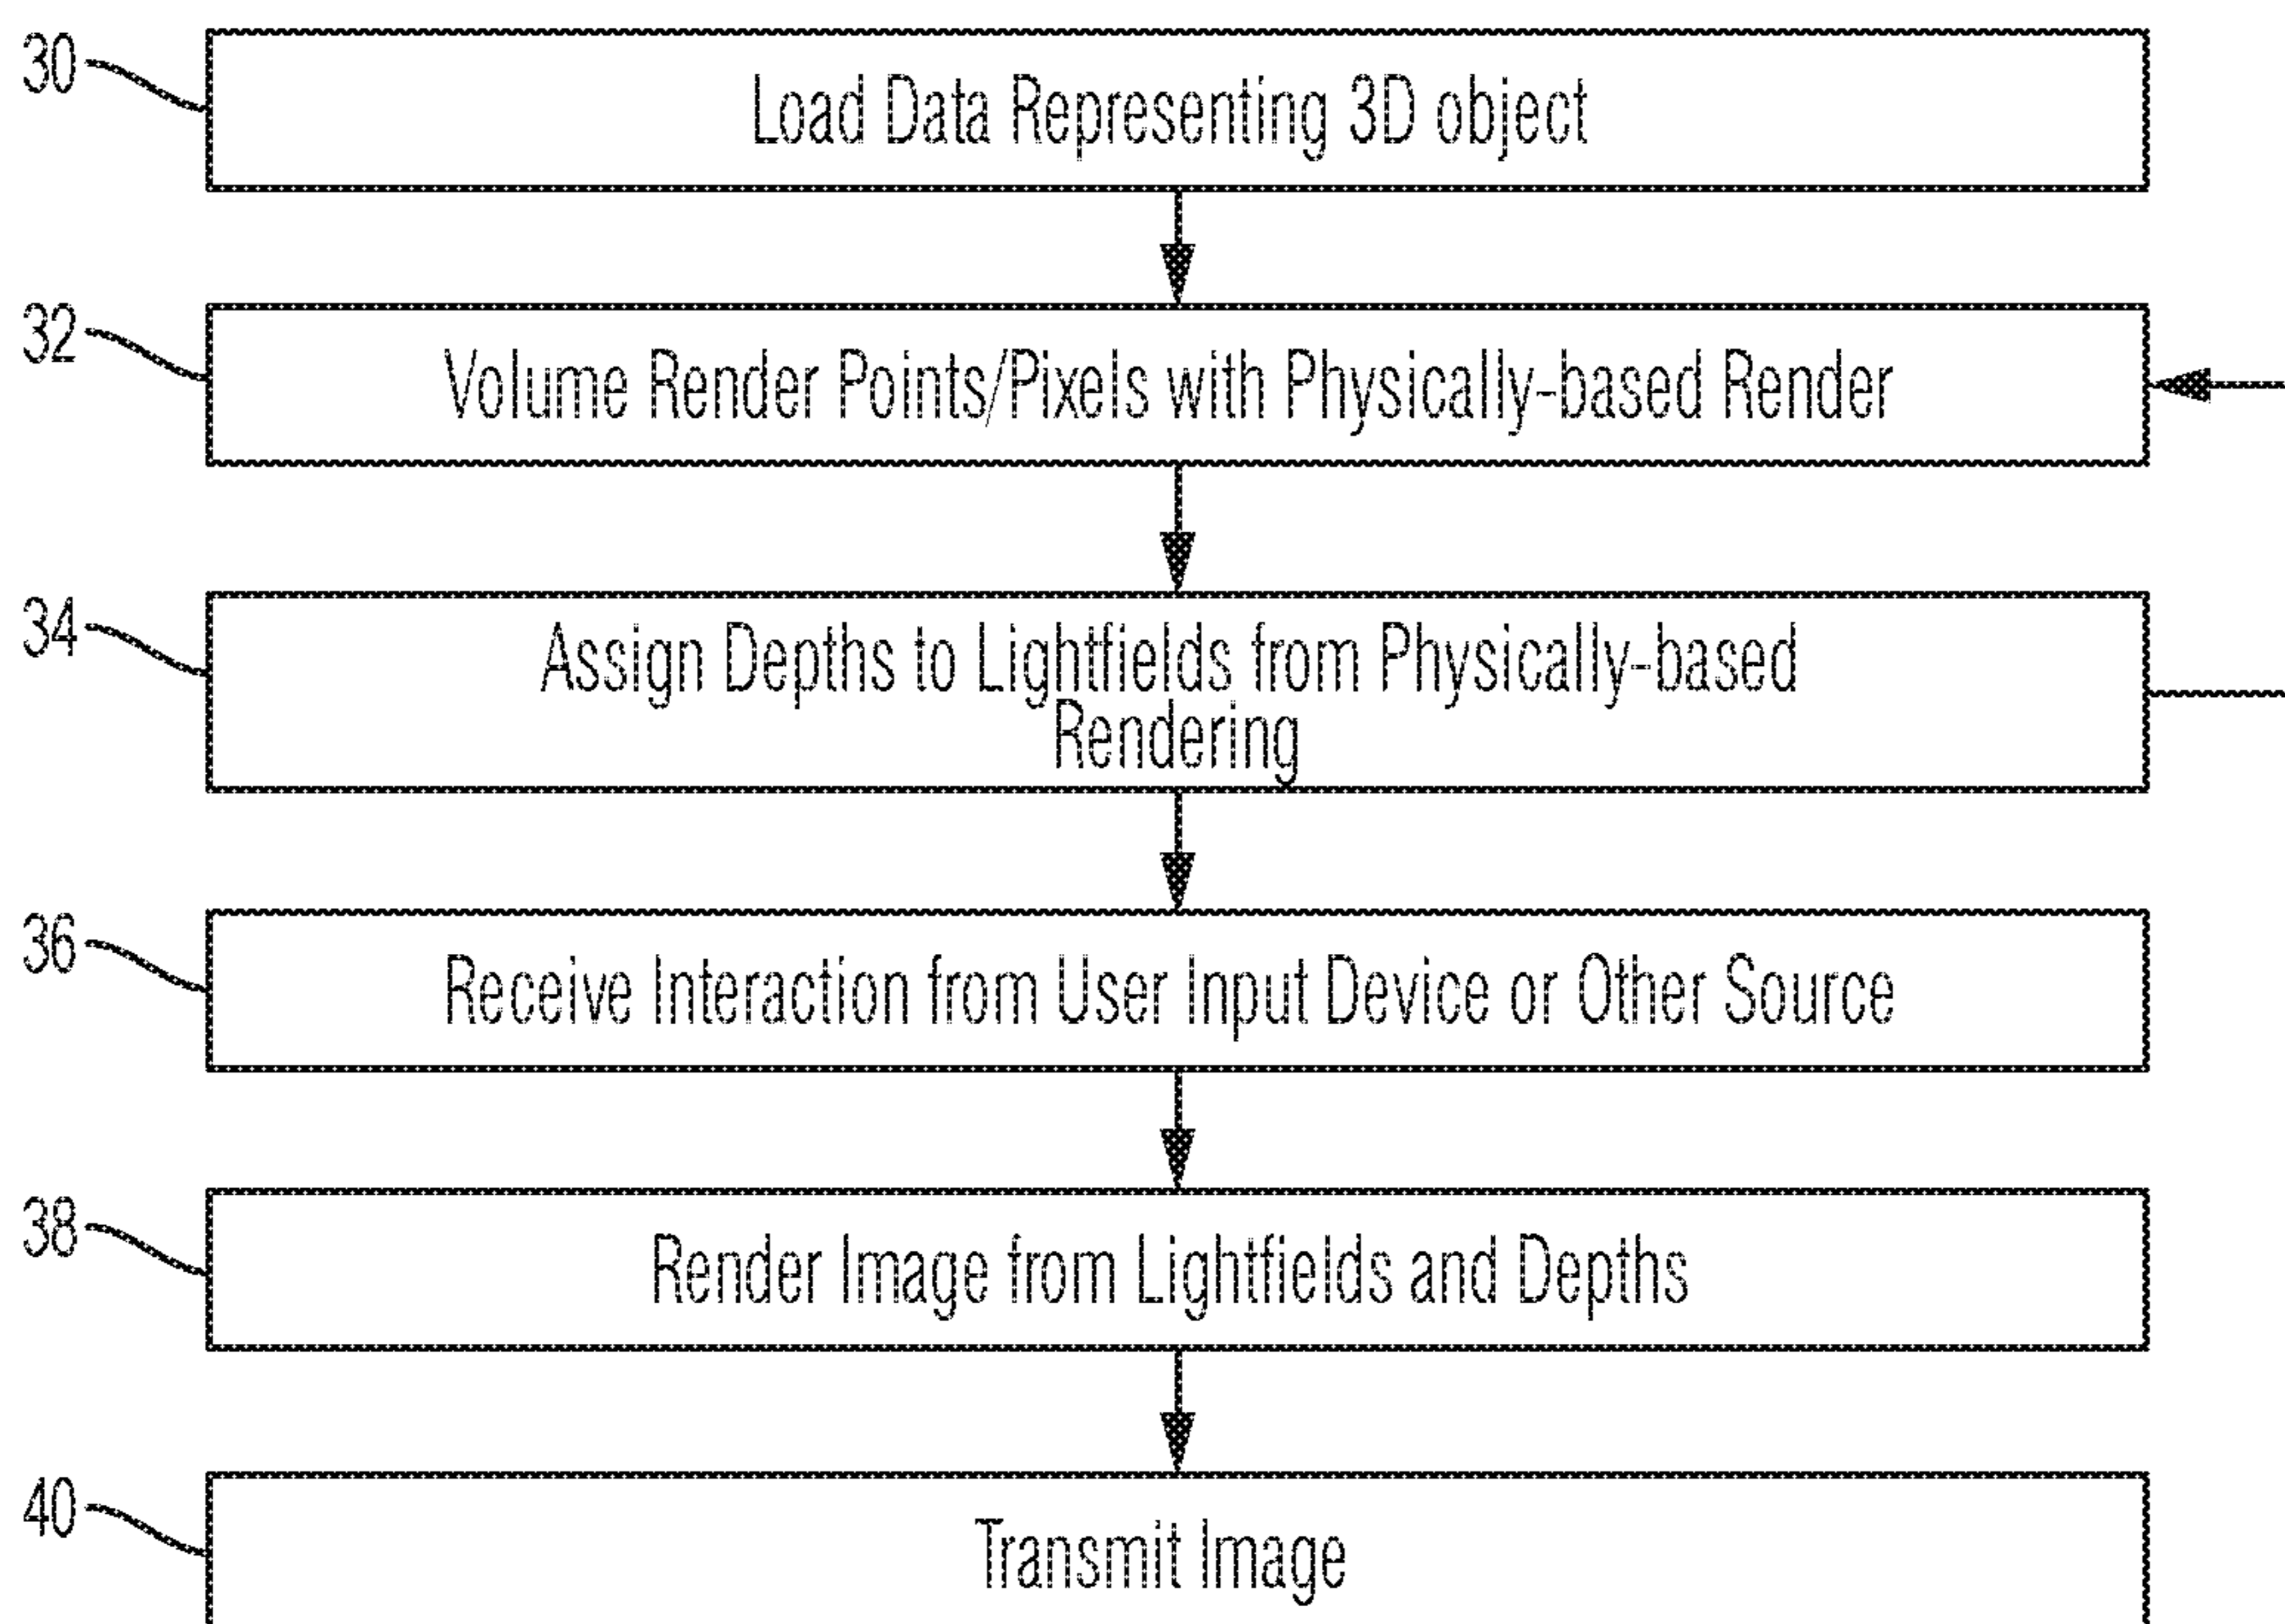 30
Load Data Representing 3D object
32
Volume Render Points/Pixels with Physically-based Render
34
Assign Depths to Lightfields from Physically-based
Rendering
36
Receive Interaction from User Input Device or Other Source
38
Render Image from Lightfields and Depths
40
Transmit Image